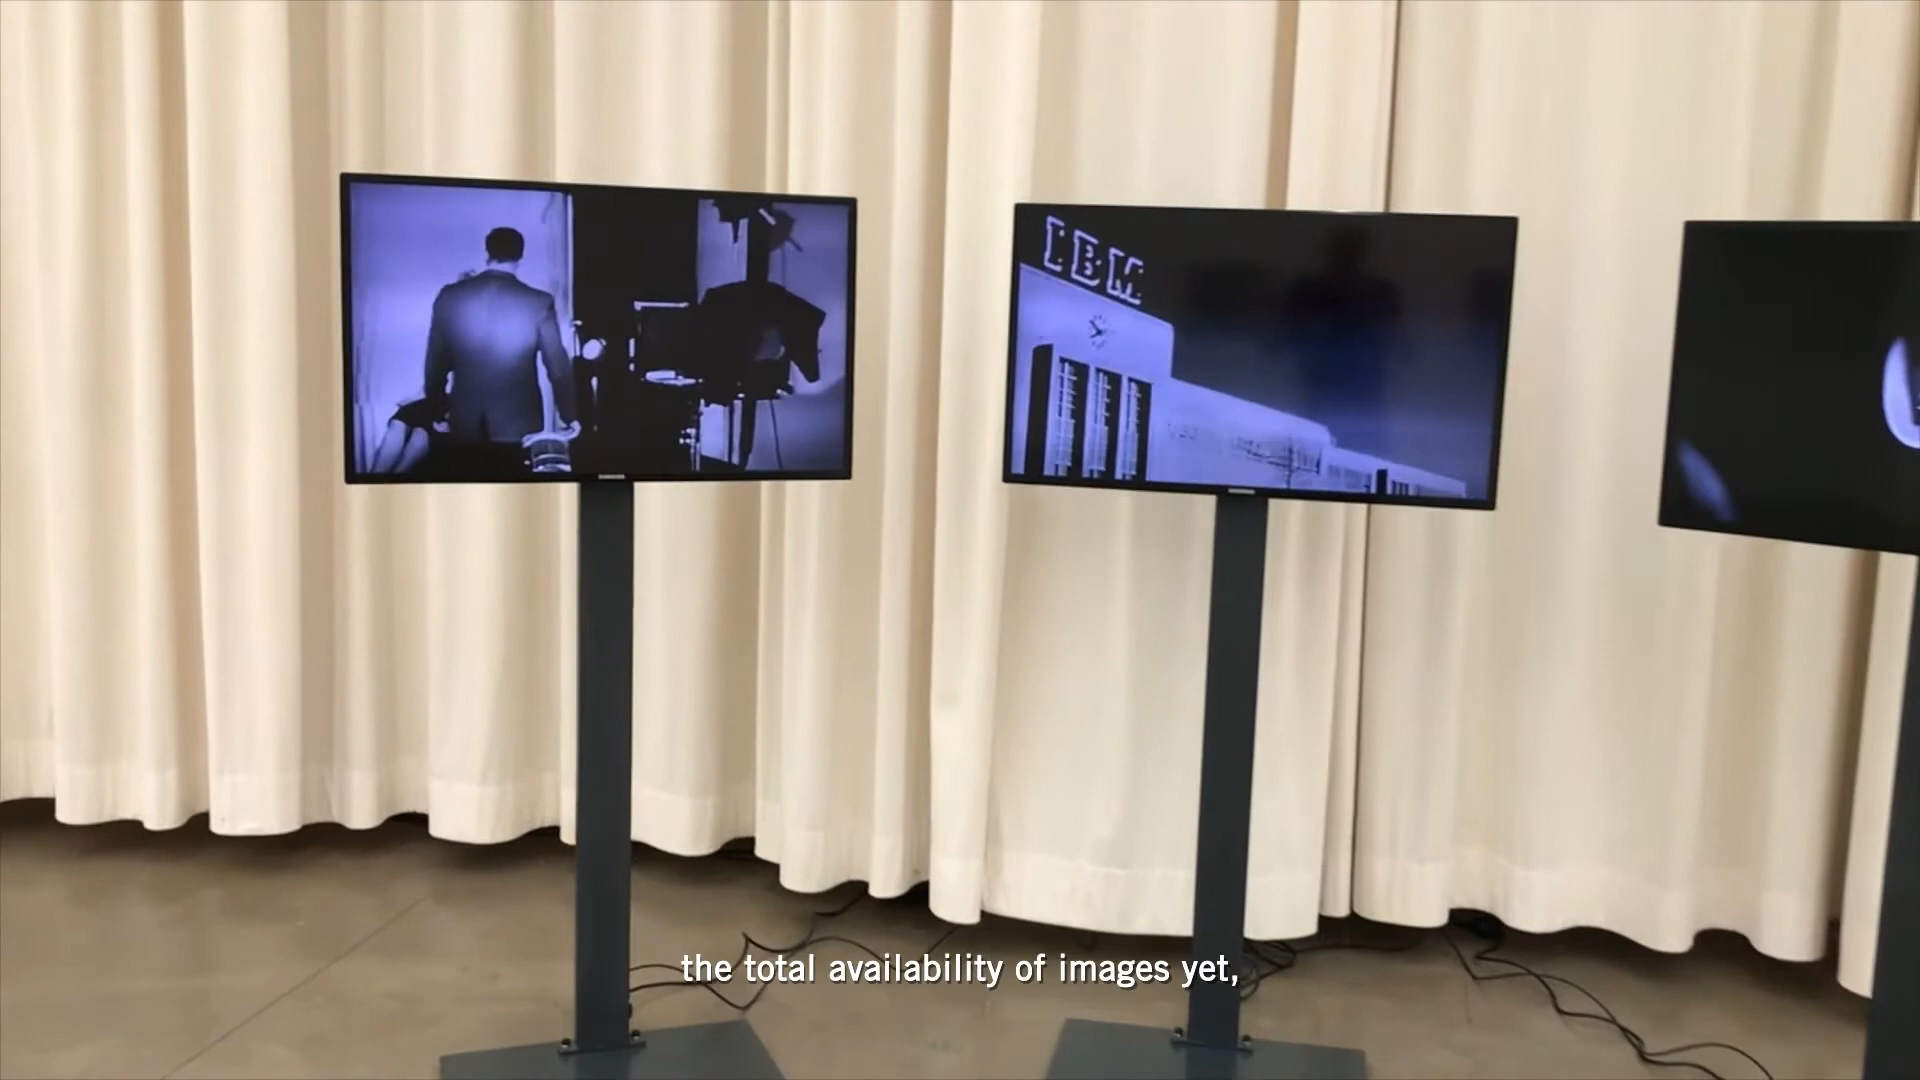 IBM
the total availability of images yet,